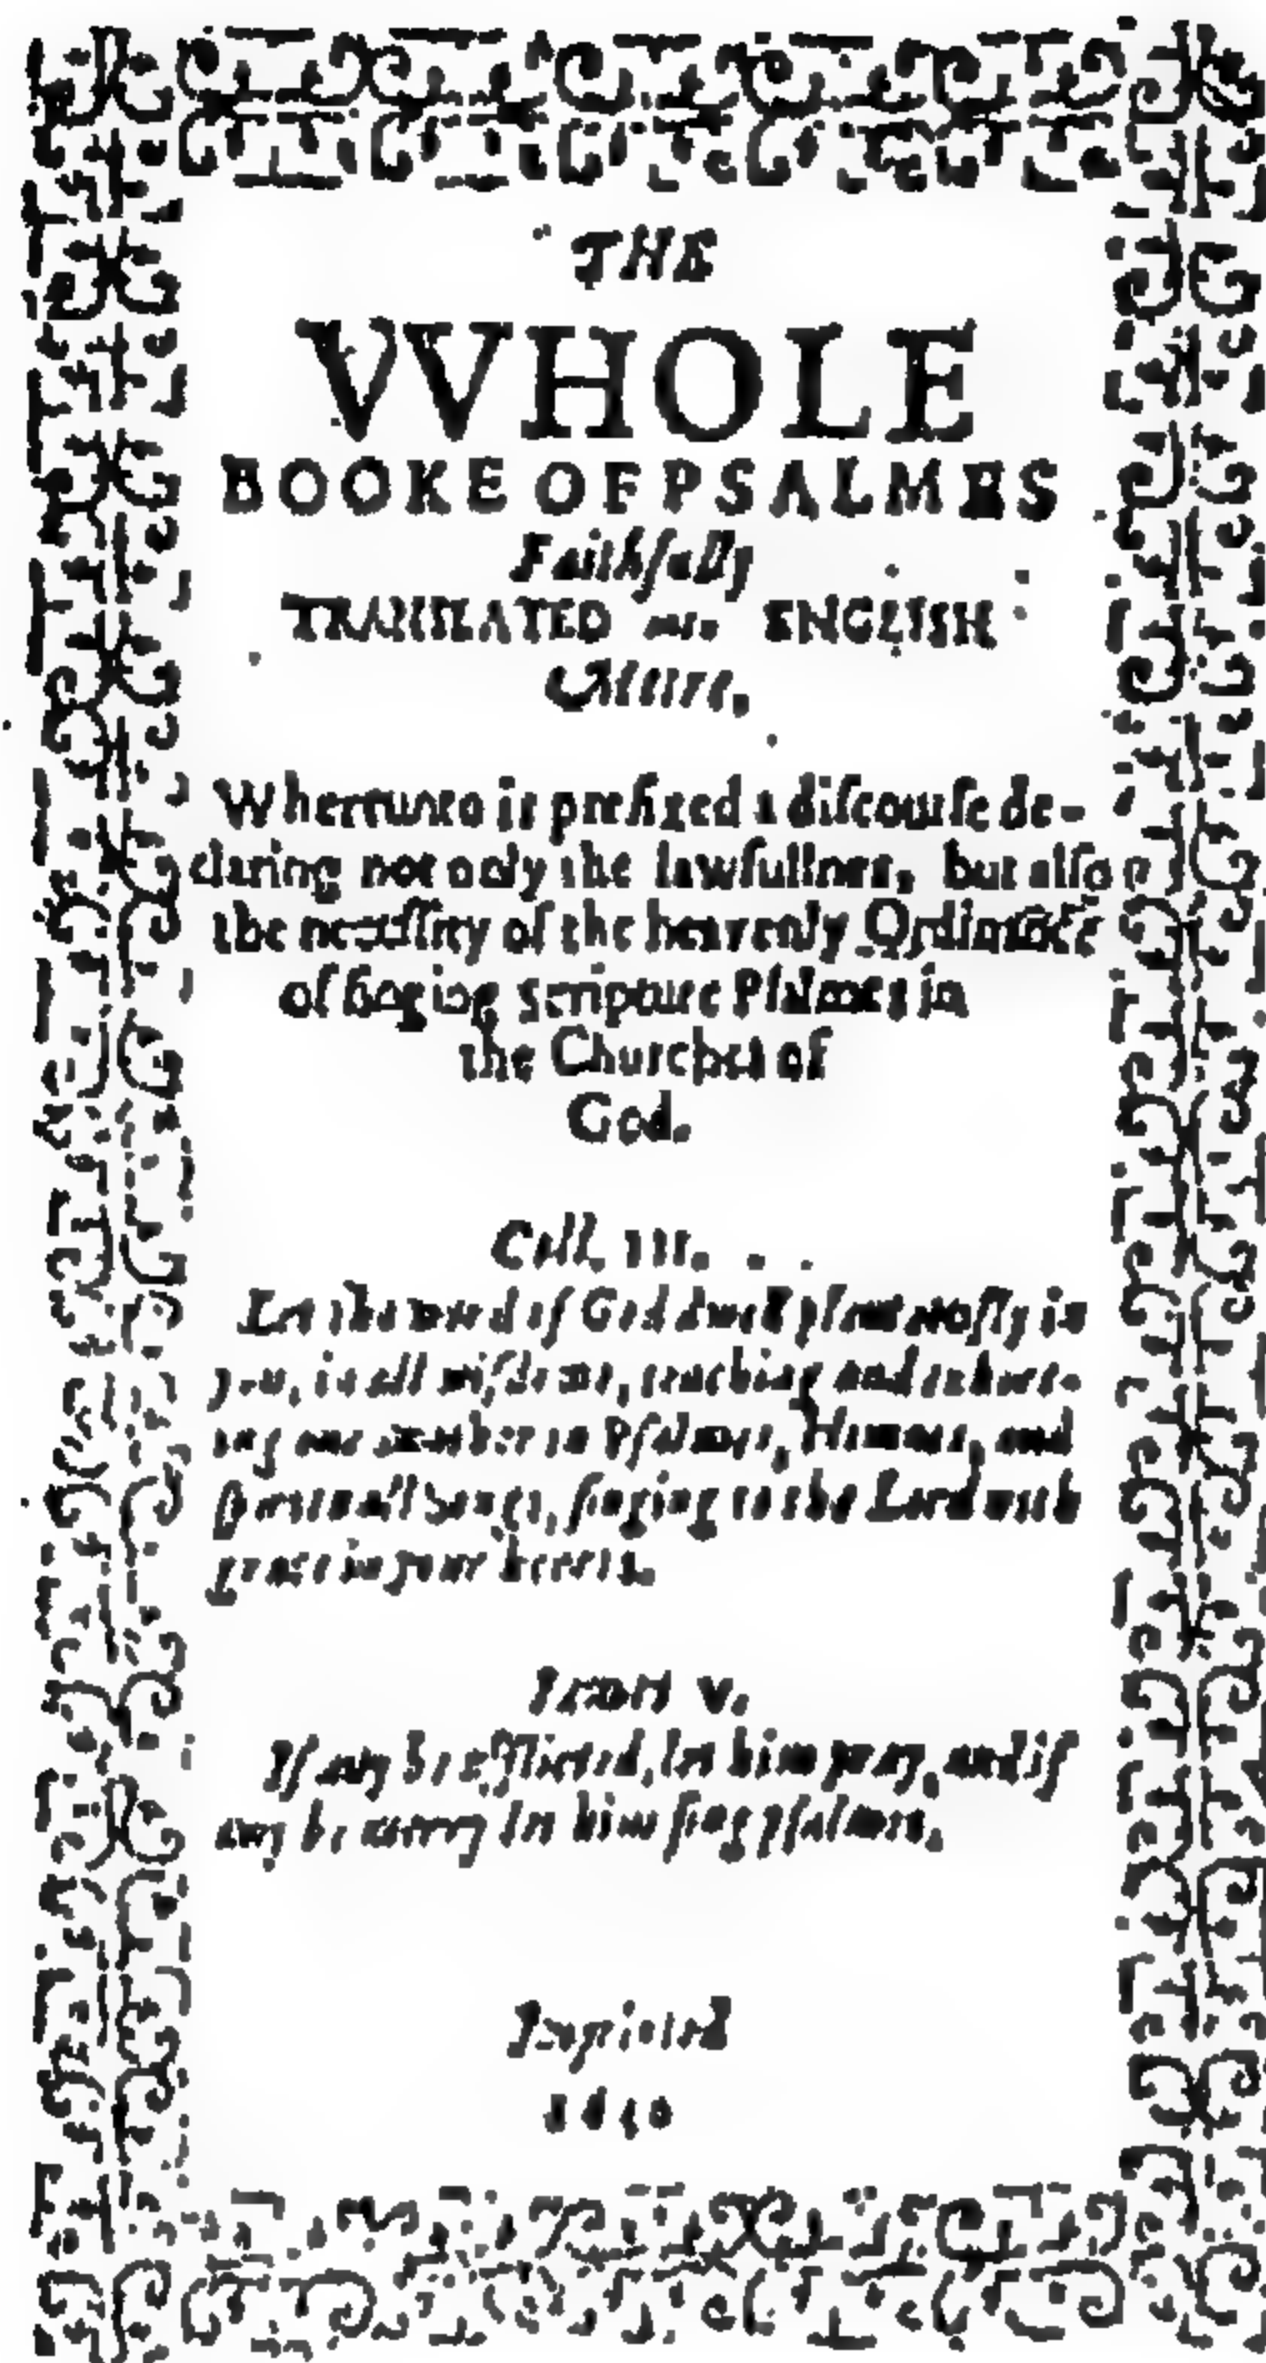 THE
VVHOLE
BOOKE OF PSALMES
Faithfully
TRANSLATED into ENGLISH
Metre.
Whereunto is prefixed a discourse de-
claring not only the lawfullnes, but also
the necessity of the heavenly Ordinãce
of singing Scripture Psalmes in
the Churches of
God.
Coll. III.
Let the word of God dwell plenteously in
you, in all wisdome, teaching and exhort-
ing one another in Psalmes, Himnes, and
spirituall Songs, singing to the Lord with
grace in your hearts.
Iames V.
If any be afflicted, let him pray, and if
any be merry let him sing psalmes.
Imprinted
1640